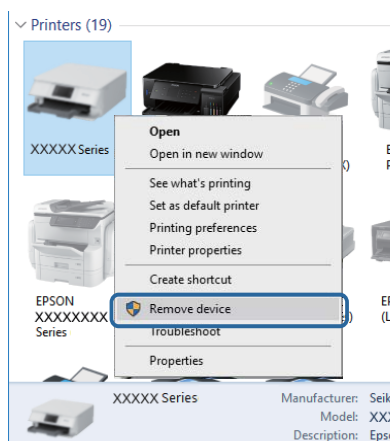 Printers (19)
XXXXX Series
Open
Open in new window
See what's printing
Set as default printer
Printing preferences
Printer properties
Create shortcut
Remove device
Troubleshoot
Properties
EPSON
XXXXXXXX
Series
XXXXX Series
Manufacturer:
Model:
Description: